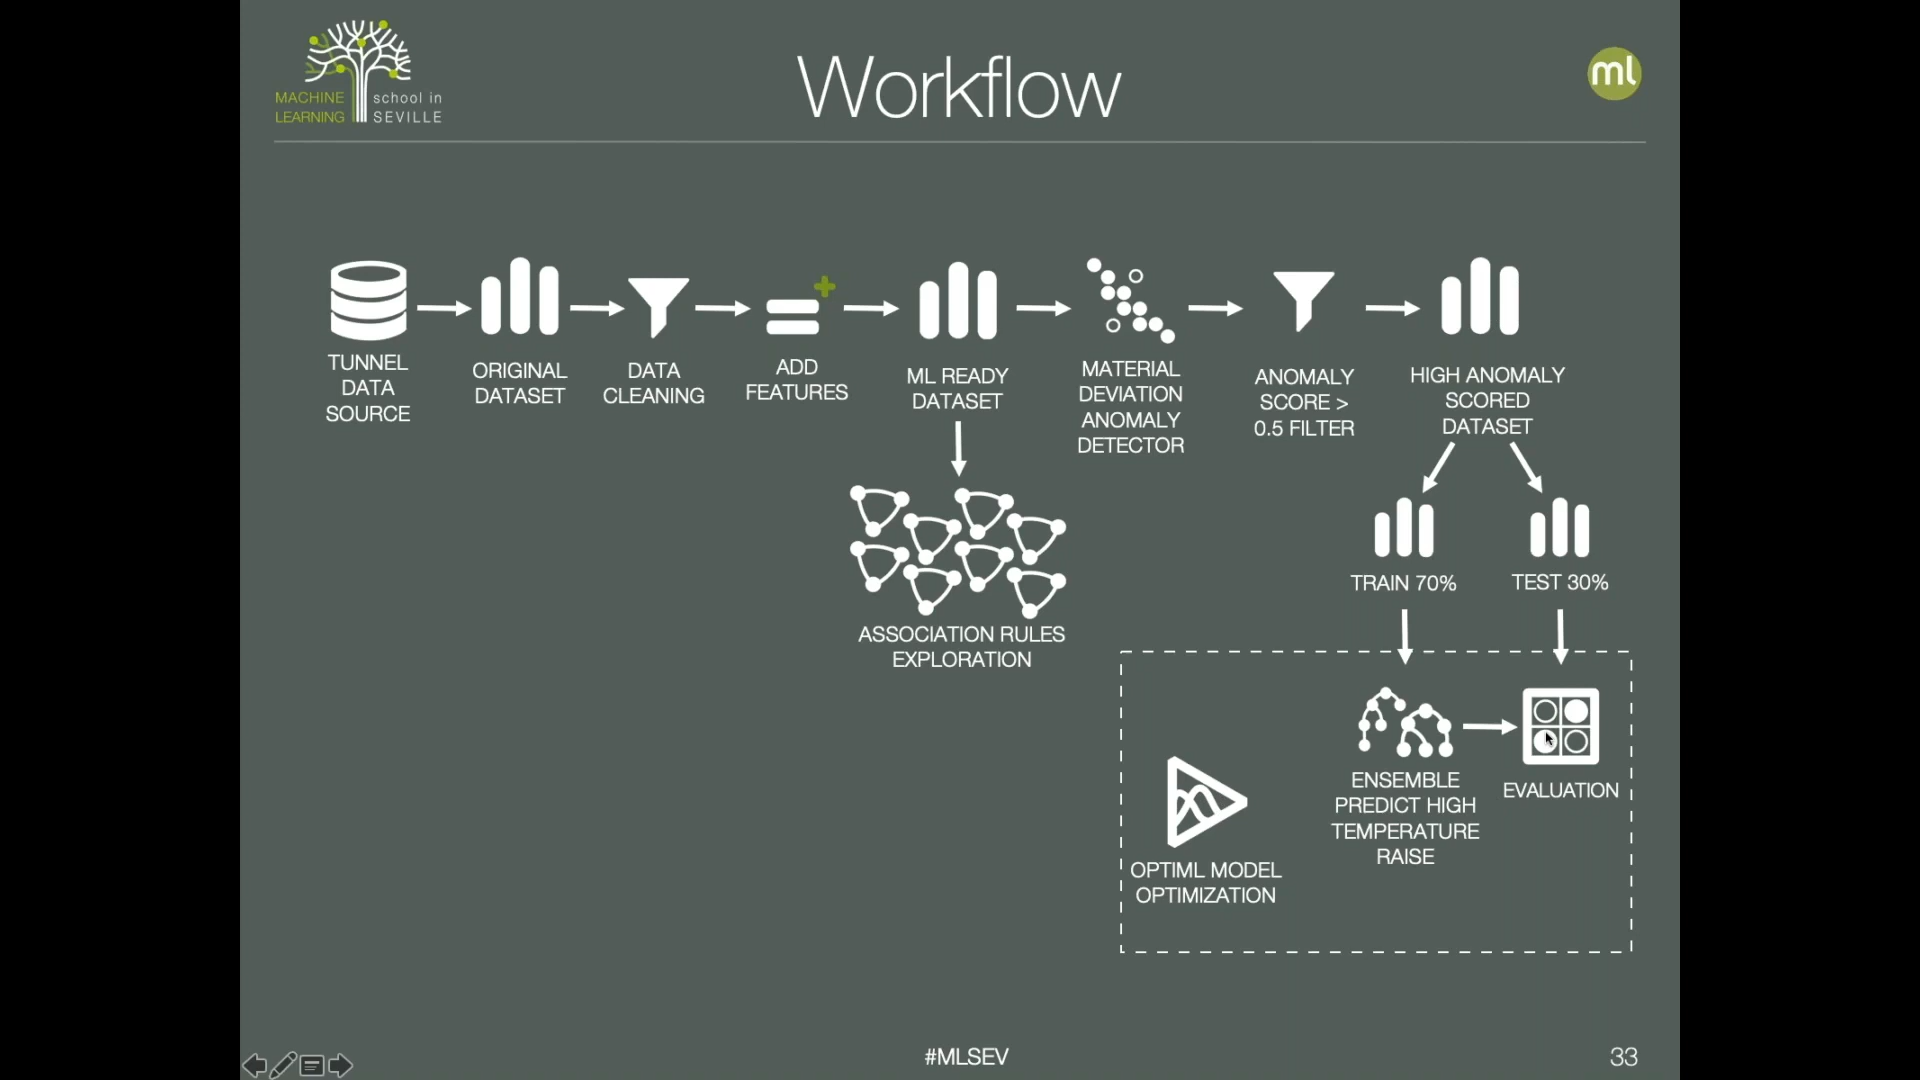 MACHINE
LEARNING
school in
SEVILLE
Workflow
ml
TUNNEL
DATA
SOURCE
ORIGINAL
DATASET
DATA
CLEANING
ADD
FEATURES
ML READY
DATASET
MATERIAL
DEVIATION
ANOMALY
DETECTOR
ANOMALY
SCORE >
0.5 FILTER
HIGH ANOMALY
SCORED
DATASET
TRAIN 70%
TEST 30%
ASSOCIATION RULES
EXPLORATION
ENSEMBLE
PREDICT HIGH
TEMPERATURE
RAISE
EVALUATION
OPTIML MODEL
OPTIMIZATION
#MLSEV
33